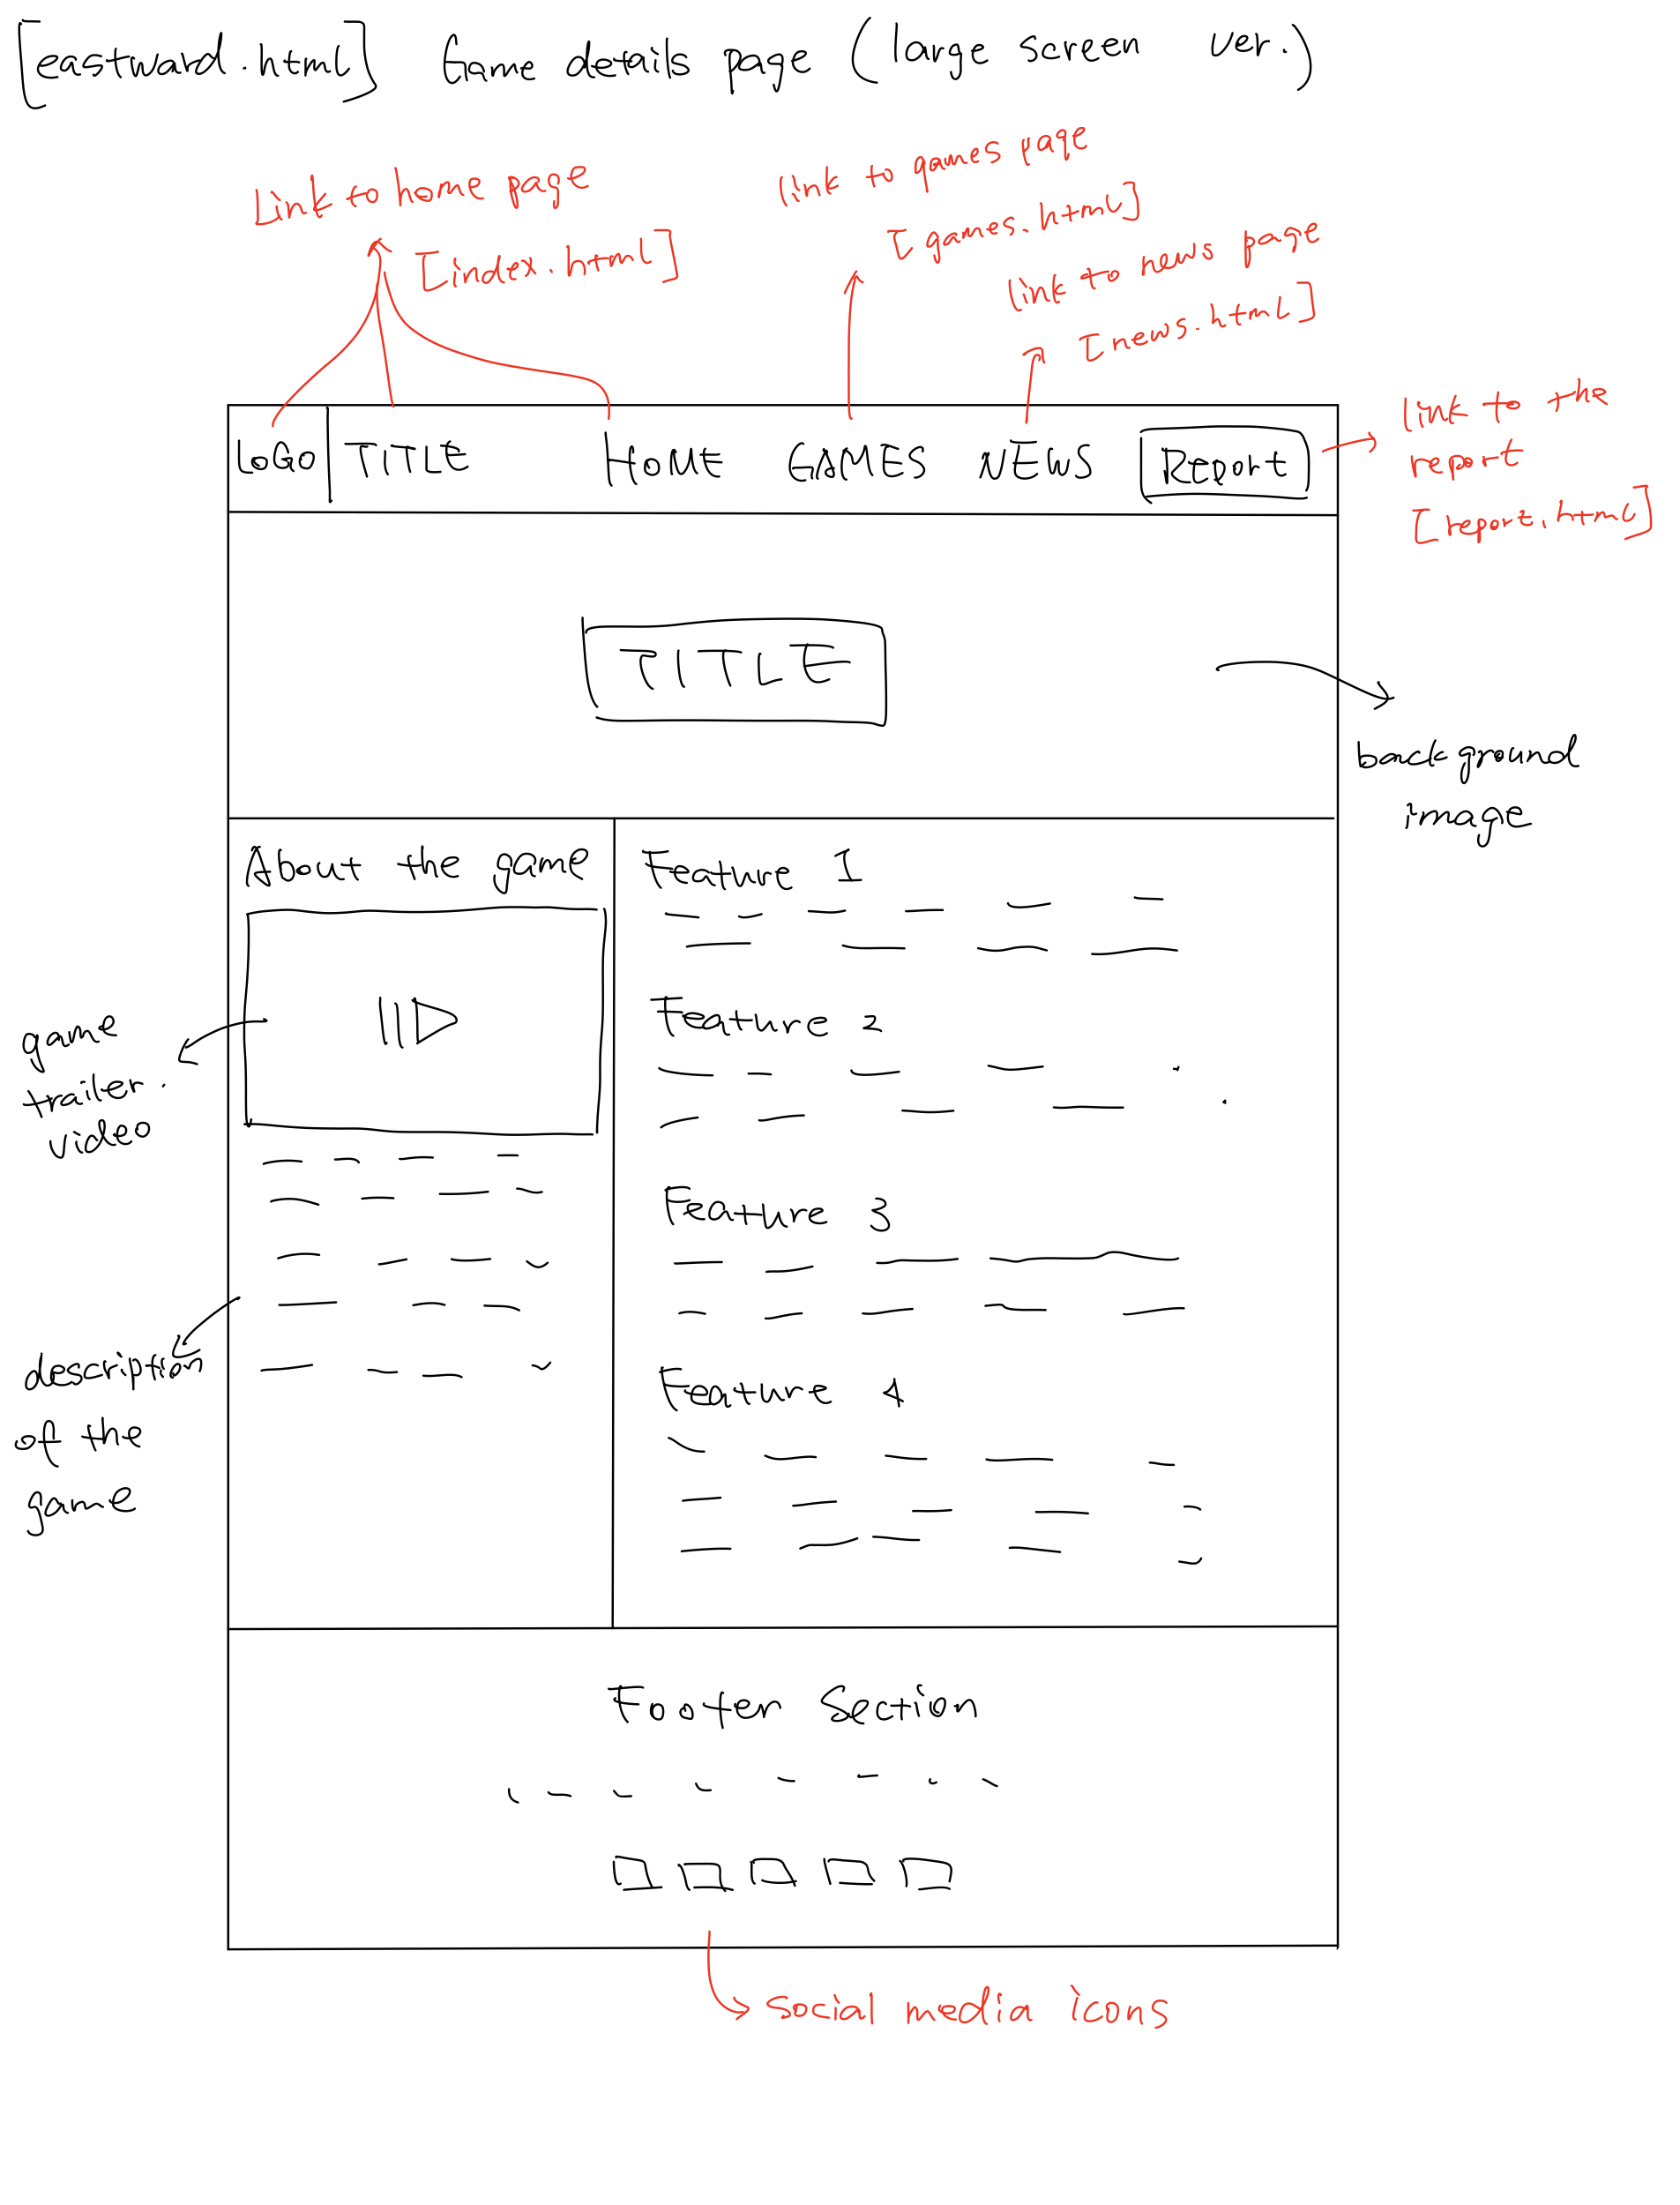 [eastward.html] Game details page (large screen ver.)
Link to home page
[index.html]
link to games page
[games.html]
link to news page
[news.html]
link to the
report
[report.html]
LOGO TITLE HOME GAMES NEWS Report
TITLE
background
image
About the game
game
trailer.
video
description
of the
game
Feature 1
Feature 2
Feature 3
Feature 4
Footer Section
social media icons